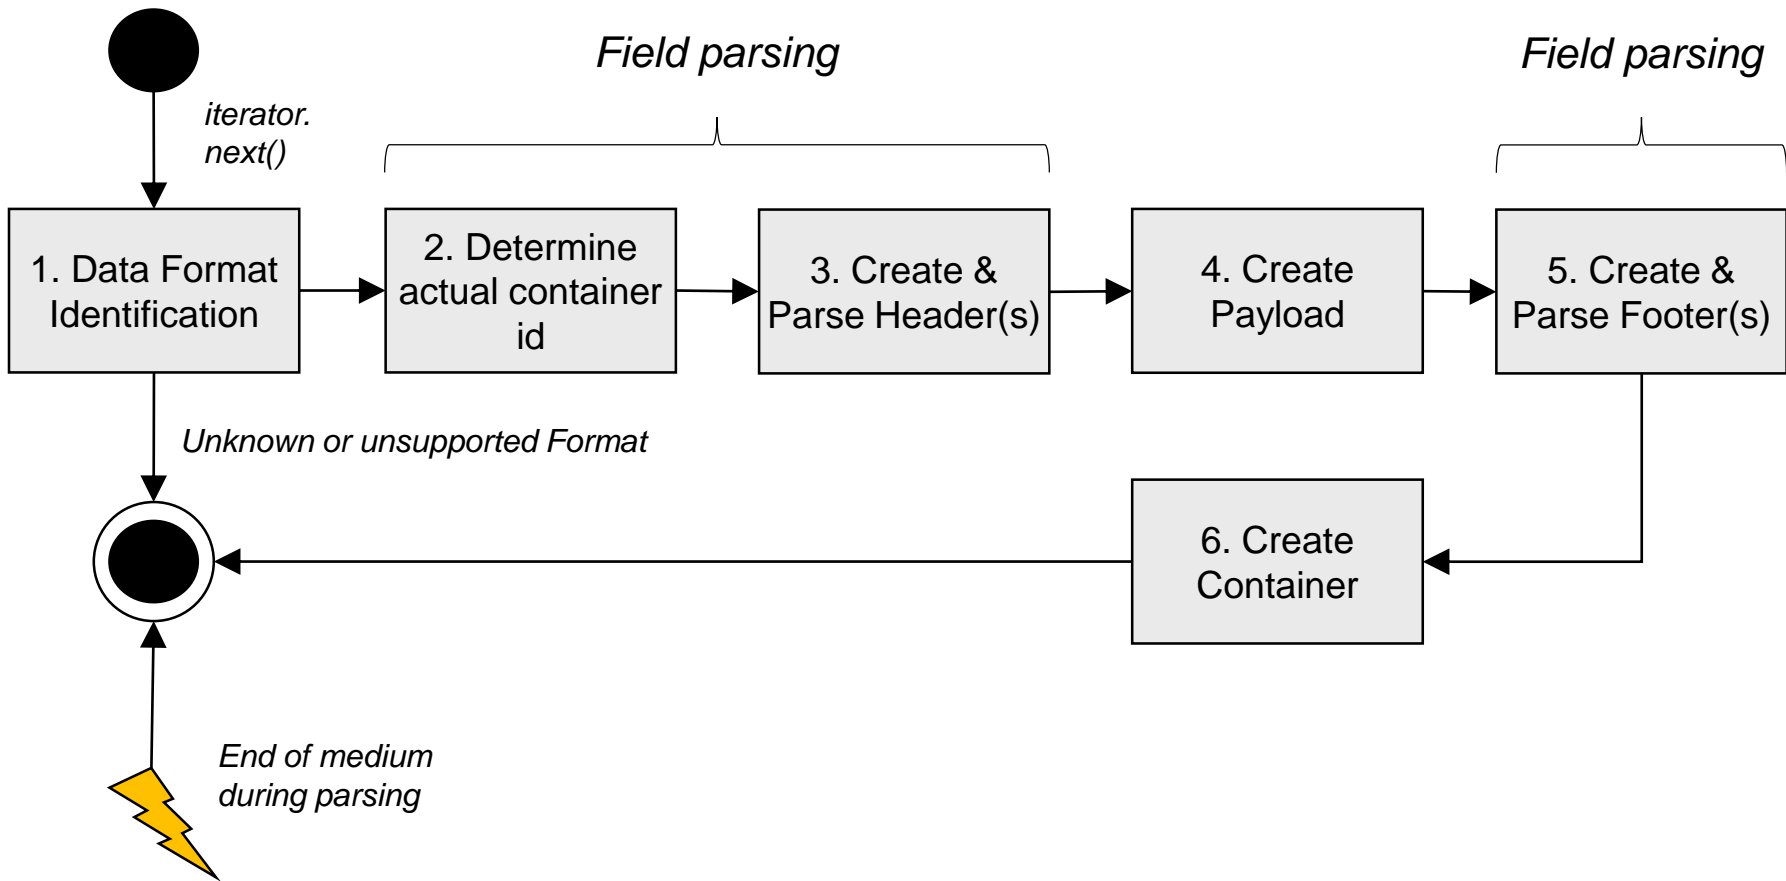 Field parsing
Field parsing
iterator.
next()
1. Data Format
Identification
2. Determine
actual container
id
3. Create &
Parse Header(s)
4. Create
Payload
5. Create &
Parse Footer(s)
Unknown or unsupported Format
6. Create
Container
End of medium
during parsing